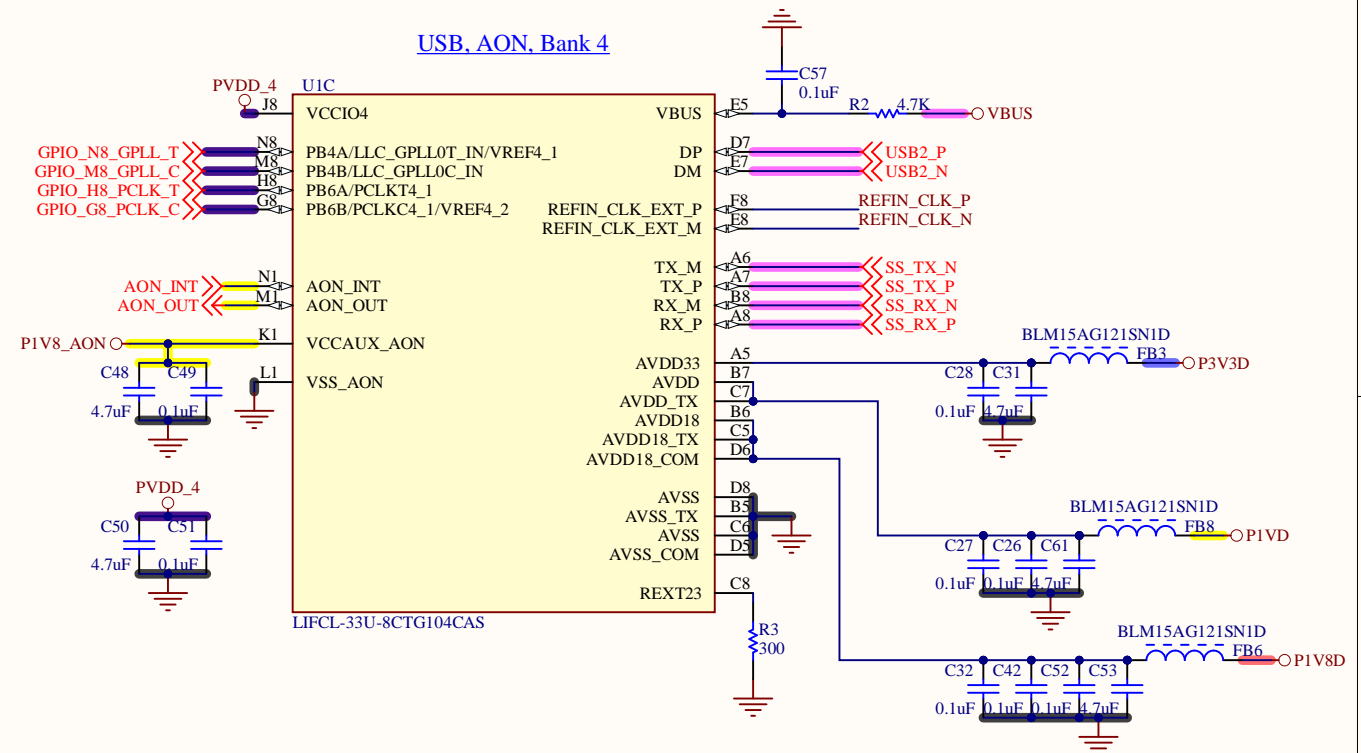 USB, AON, Bank 4
C57
0.1uF
PVDD_4
U1C
J8
VCCIO4
VBUS
E5
R2
4.7K
VBUS
GPIO_N8_GPLL_T
N8
PB4A/LLC_GPLL0T_IN/VREF4_1
DP
D7
USB2_P
GPIO_M8_GPLL_C
M8
PB4B/LLC_GPLL0C_IN
DM
E7
USB2_N
GPIO_H8_PCLK_T
H8
PB6A/PCLKT4_1
GPIO_G8_PCLK_C
G8
PB6B/PCLKC4_1/VREF4_2
REFIN_CLK_EXT_P
F8
REFIN_CLK_P
REFIN_CLK_EXT_M
E8
REFIN_CLK_N
TX_M
A6
SS_TX_N
AON_INT
N1
AON_INT
TX_P
A7
SS_TX_P
AON_OUT
M1
AON_OUT
RX_M
B8
SS_RX_N
RX_P
A8
SS_RX_P
P1V8_AON
K1
VCCAUX_AON
BLM15AG121SN1D
AVDD33
A5
FB3
P3V3D
C48
C49
4.7uF
0.1uF
L1
VSS_AON
AVDD
B7
C28
C31
0.1uF
4.7uF
AVDD_TX
C7
AVDD18
B6
AVDD18_TX
C5
AVDD18_COM
D6
PVDD_4
C50
C51
4.7uF
0.1uF
AVSS
D8
AVSS_TX
B5
AVSS
C6
AVSS_COM
D5
BLM15AG121SN1D
FB8
P1VD
C27
C26
C61
0.1uF
0.1uF
4.7uF
REXT23
C8
LIFCL-33U-8CTG104CAS
R3
300
BLM15AG121SN1D
FB6
P1V8D
C32
C42
C52
C53
0.1uF
0.1uF
0.1uF
4.7uF